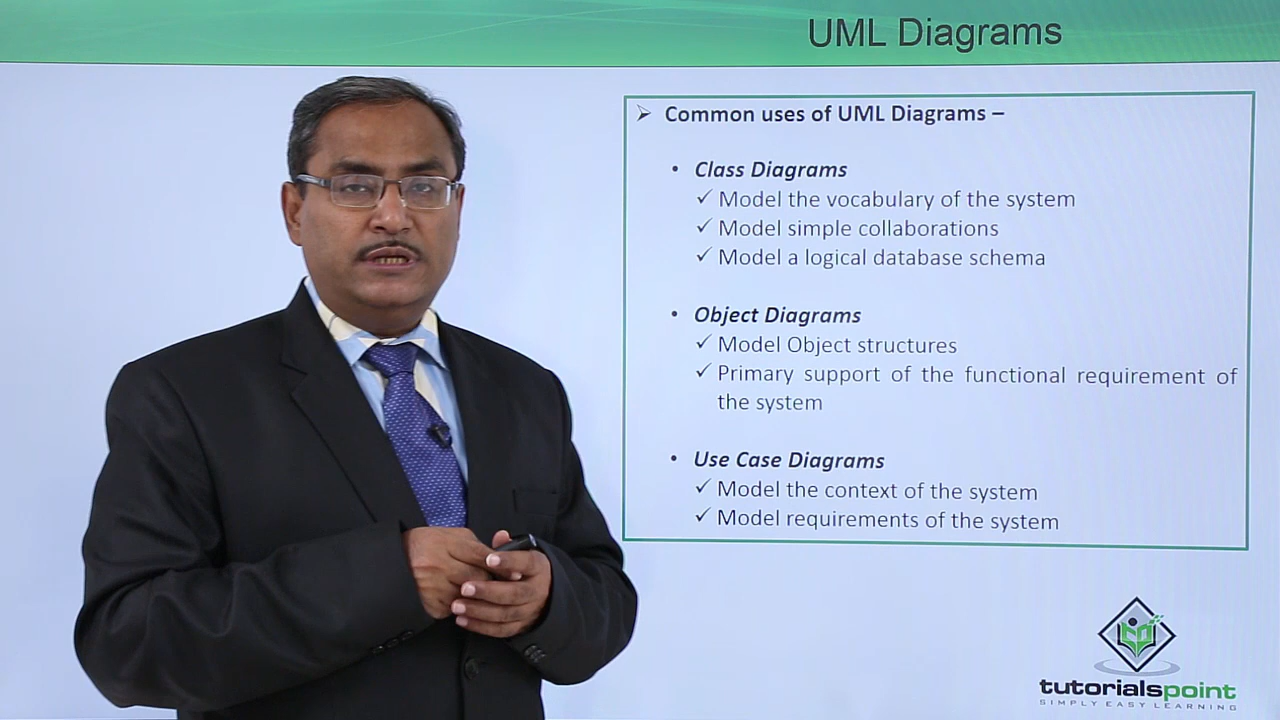 UML Diagrams
➢ Common uses of UML Diagrams –
• Class Diagrams
✓ Model the vocabulary of the system
✓ Model simple collaborations
✓ Model a logical database schema
• Object Diagrams
✓ Model Object structures
✓ Primary support of the functional requirement of
the system
• Use Case Diagrams
✓ Model the context of the system
✓ Model requirements of the system
tutorialspoint
SIMPLY EASY LEARNING